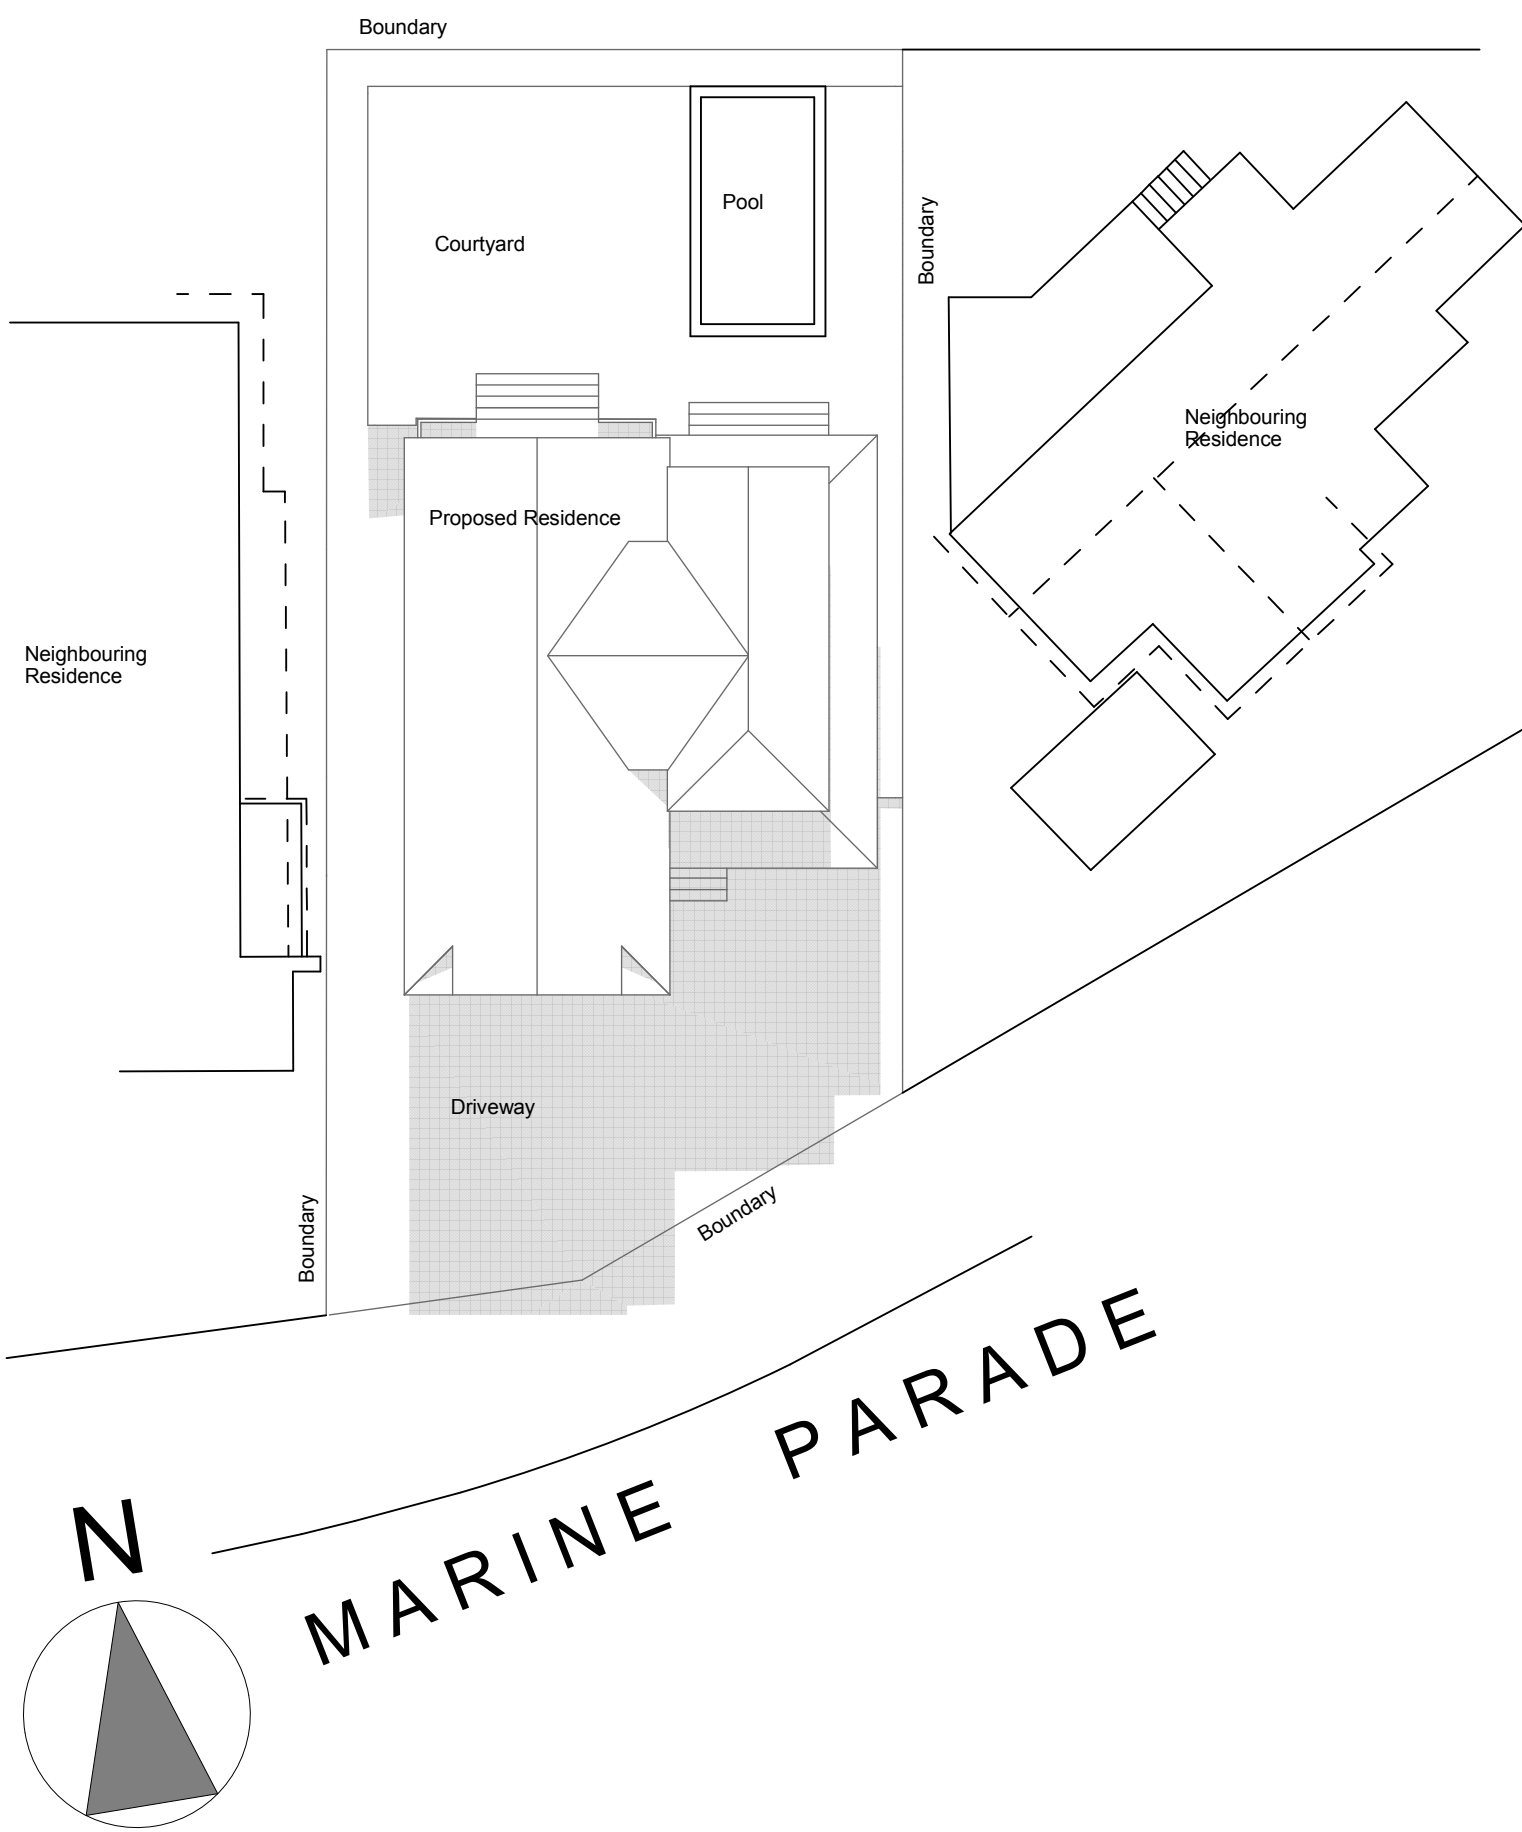 Boundary
Pool
Boundary
Courtyard
Neighbouring
Residence
Proposed Residence
Neighbouring
Residence
Driveway
Boundary
Boundary
MARINE PARADE
N